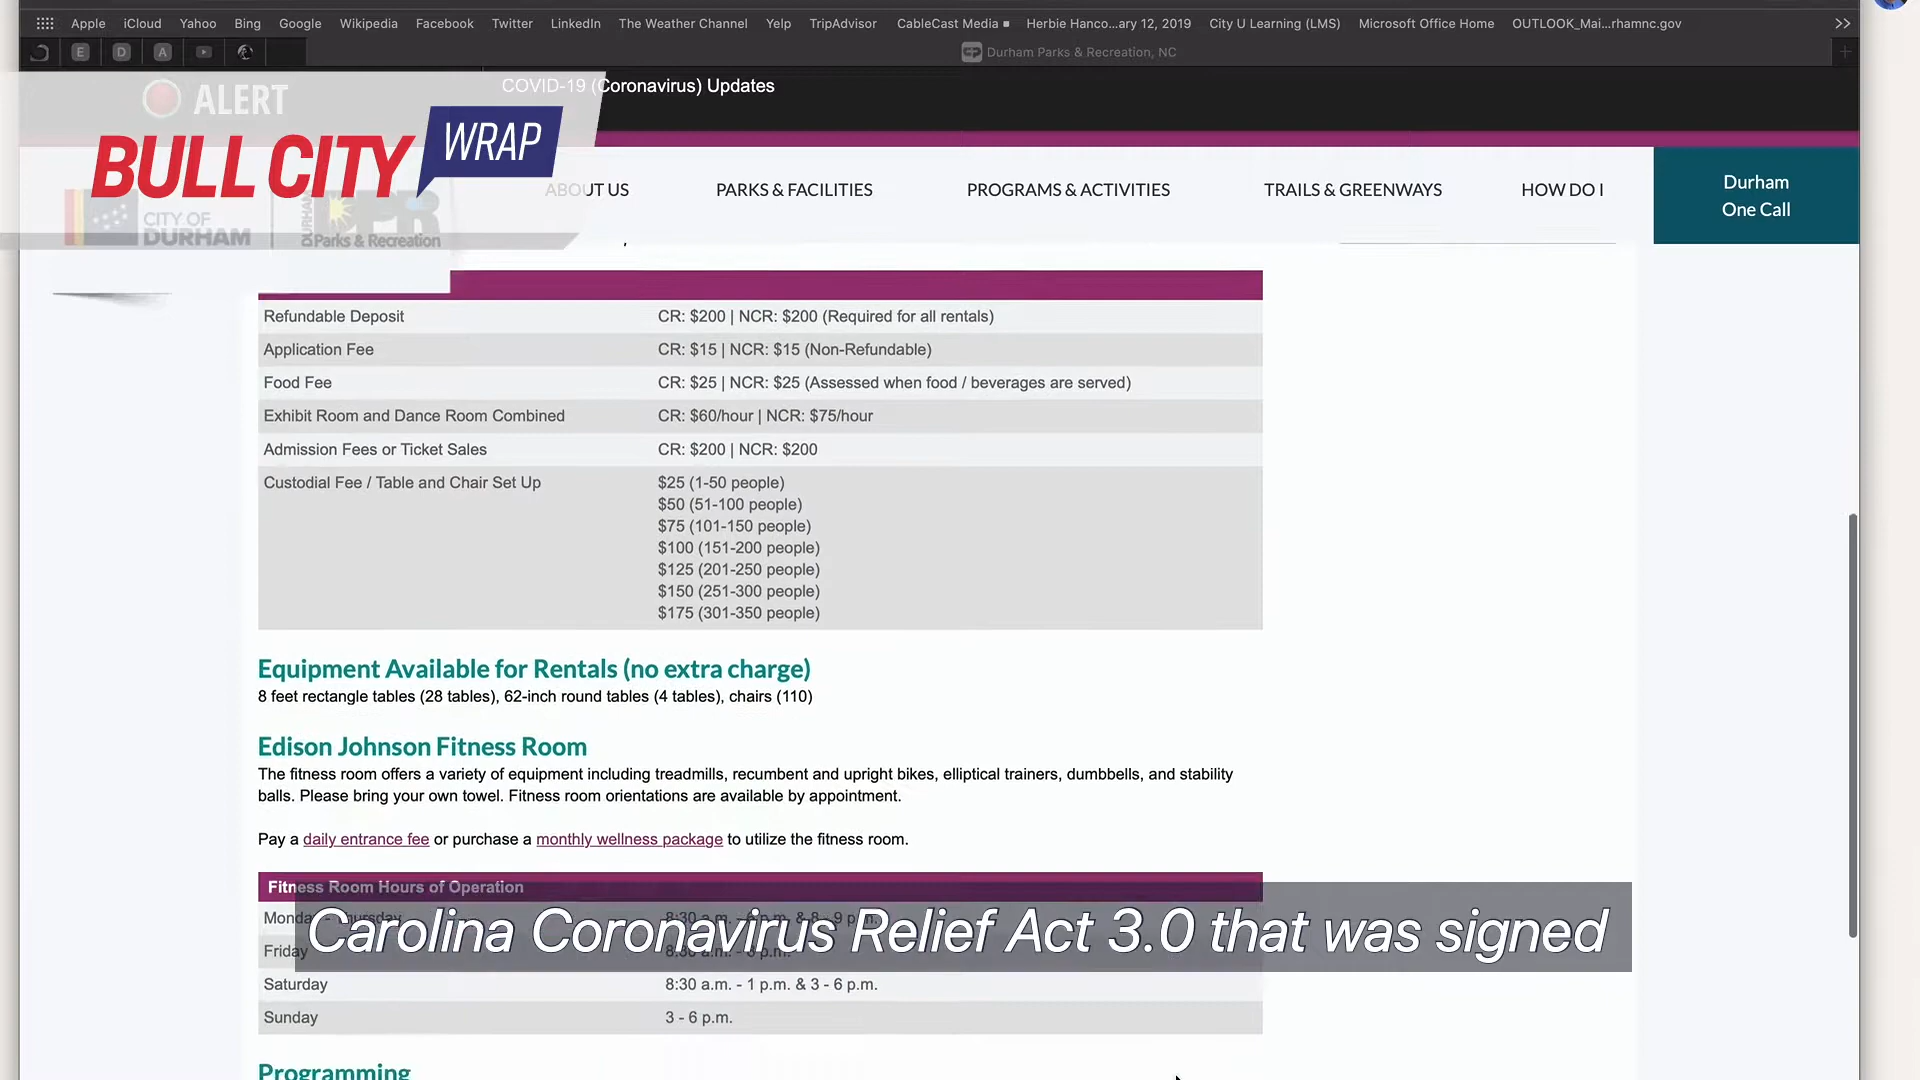 Apple iCloud Yahoo Bing Google Wikipedia Facebook Twitter LinkedIn The Weather Channel Yelp TripAdvisor CableCast Media Herbie Hanco...ary 12, 2019 City U Learning (LMS) Microsoft Office Home OUTLOOK_Mai...rhamnc.gov
E D A Durham Parks & Recreation, NC
COVID-19 (Coronavirus) Updates
ALERT
BULL CITY WRAP
CITY OF DURHAM
DURHAM DPR Parks & Recreation
ABOUT US PARKS & FACILITIES PROGRAMS & ACTIVITIES TRAILS & GREENWAYS HOW DO I
Durham
One Call
Refundable Deposit CR: $200 | NCR: $200 (Required for all rentals)
Application Fee CR: $15 | NCR: $15 (Non-Refundable)
Food Fee CR: $25 | NCR: $25 (Assessed when food / beverages are served)
Exhibit Room and Dance Room Combined CR: $60/hour | NCR: $75/hour
Admission Fees or Ticket Sales CR: $200 | NCR: $200
Custodial Fee / Table and Chair Set Up $25 (1-50 people)
$50 (51-100 people)
$75 (101-150 people)
$100 (151-200 people)
$125 (201-250 people)
$150 (251-300 people)
$175 (301-350 people)
Equipment Available for Rentals (no extra charge)
8 feet rectangle tables (28 tables), 62-inch round tables (4 tables), chairs (110)
Edison Johnson Fitness Room
The fitness room offers a variety of equipment including treadmills, recumbent and upright bikes, elliptical trainers, dumbbells, and stability
balls. Please bring your own towel. Fitness room orientations are available by appointment.
Pay a daily entrance fee or purchase a monthly wellness package to utilize the fitness room.
Fitness Room Hours of Operation
Monday - Thursday
Carolina Coronavirus Relief Act 3.0 that was signed
Friday
Saturday 8:30 a.m. - 1 p.m. & 3 - 6 p.m.
Sunday 3 - 6 p.m.
Programming